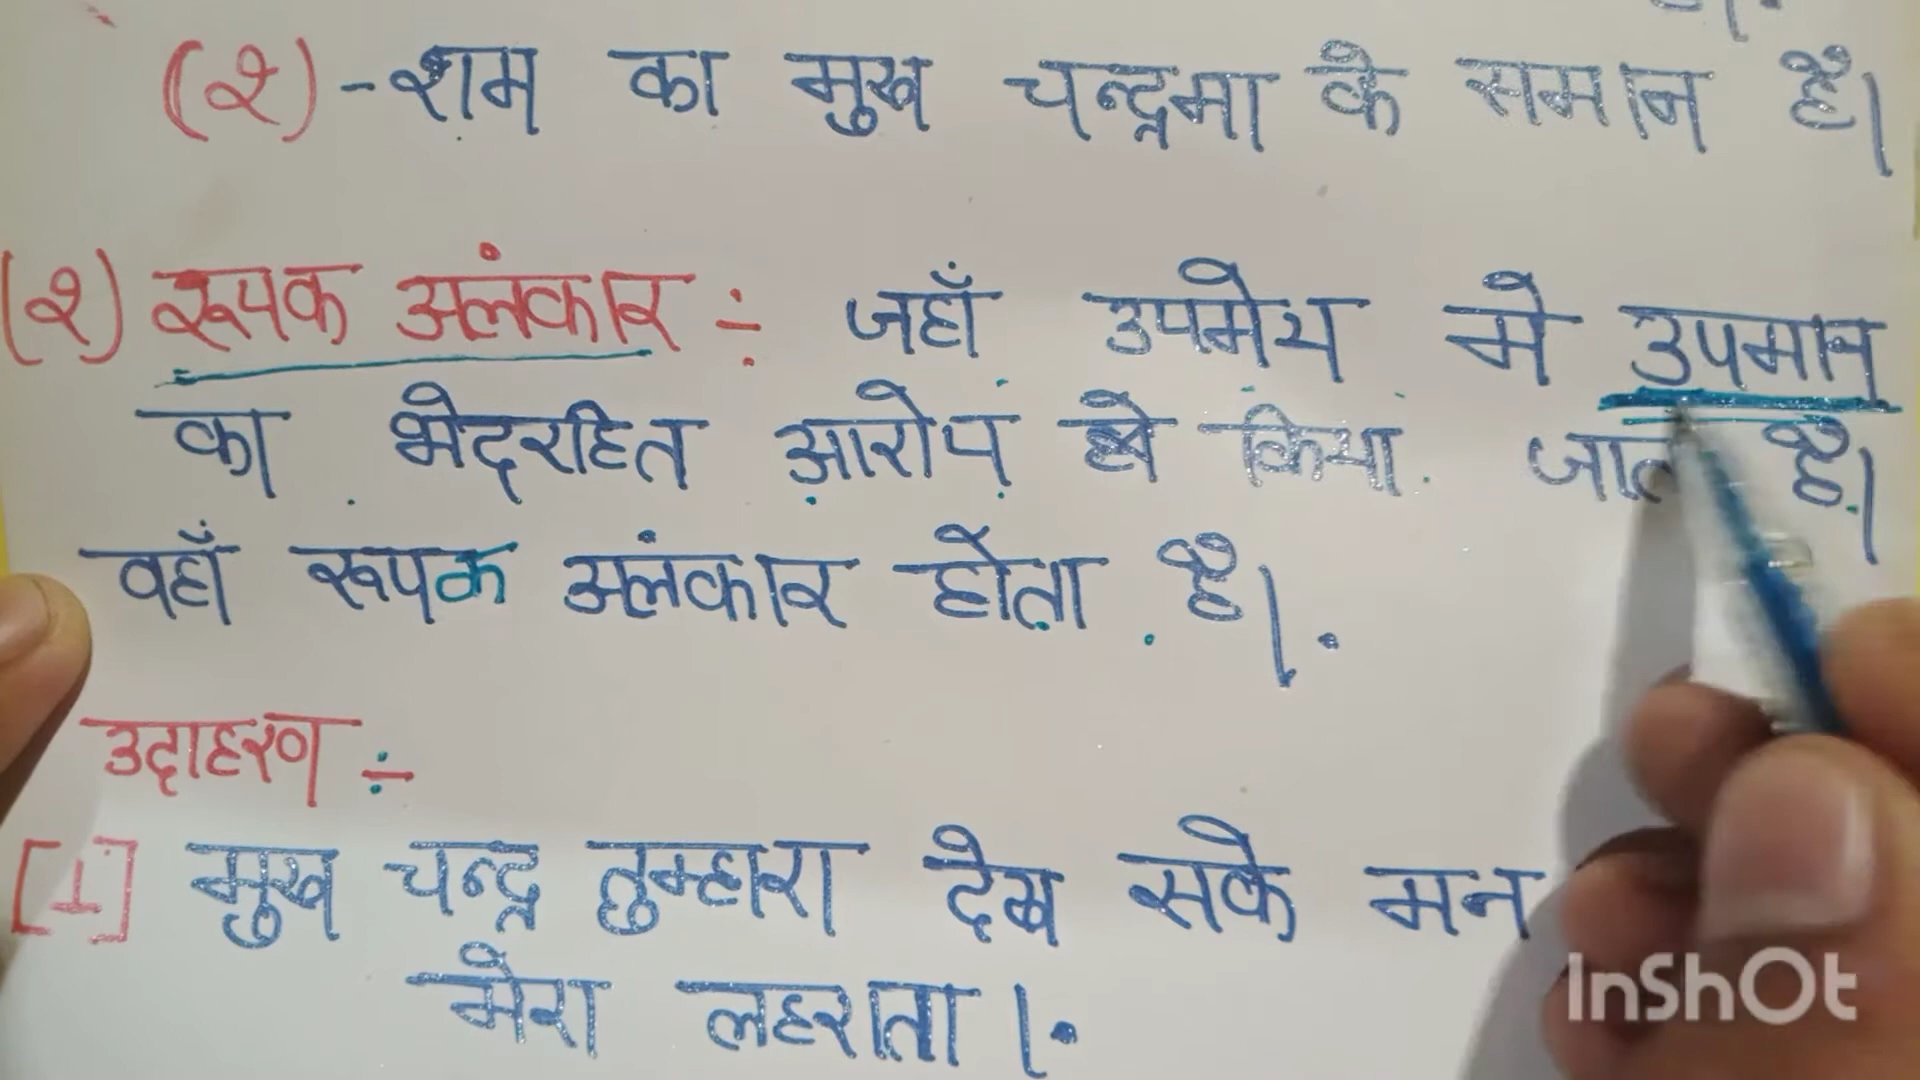 (२) - राम का मुख चन्द्रमा के समान है।
(२) रूपक अलंकार :- जहाँ उपमेय मे उपमान
का भेदरहित आरोप हो किया जाता है।
वहाँ रूपक अलंकार होता है।
उदाहरण :-
[1] मुख चन्द्र तुम्हारा देख सके मन
मेरा लहराता।
InShOt